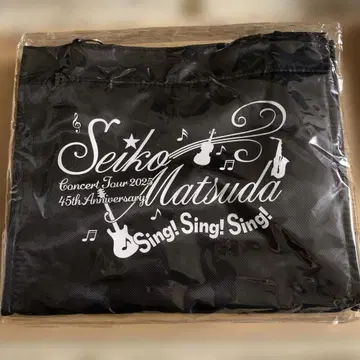 Seiko
Matsuda
Concert Tour 2025
45th Anniversary
Sing! Sing! Sing!